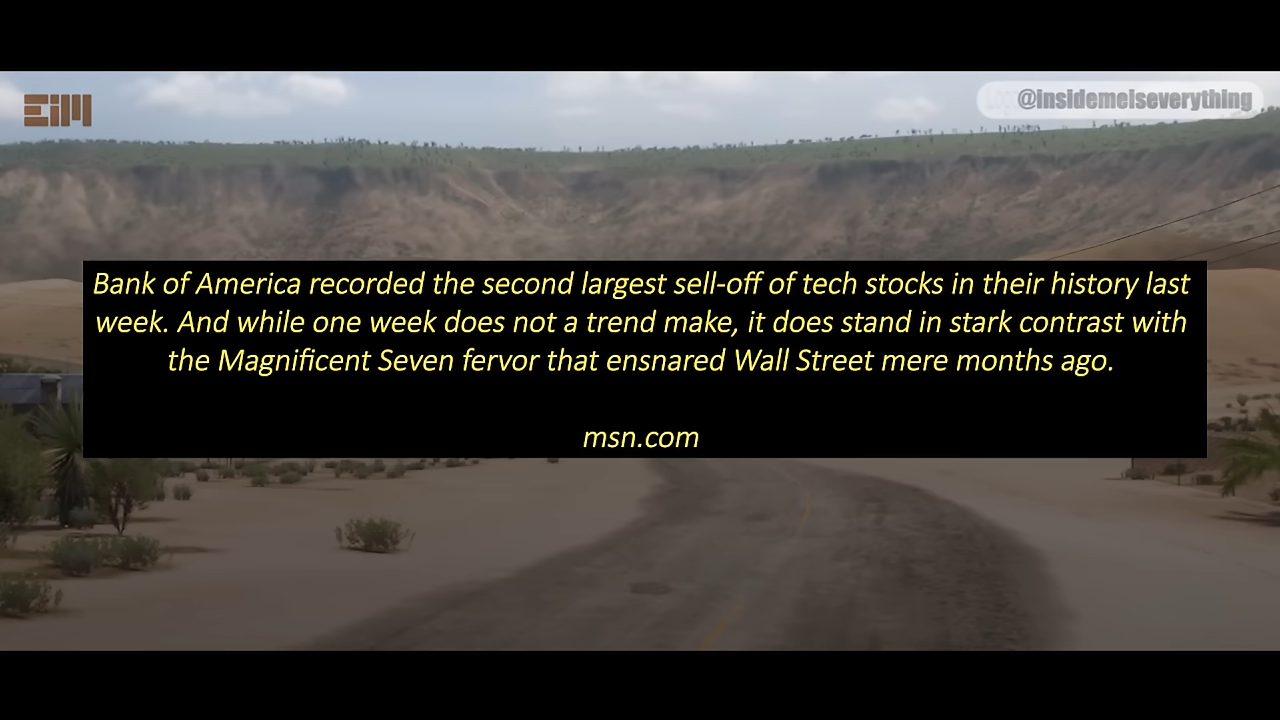 EiM
@insidemeiseverything
Bank of America recorded the second largest sell-off of tech stocks in their history last
week. And while one week does not a trend make, it does stand in stark contrast with
the Magnificent Seven fervor that ensnared Wall Street mere months ago.
msn.com